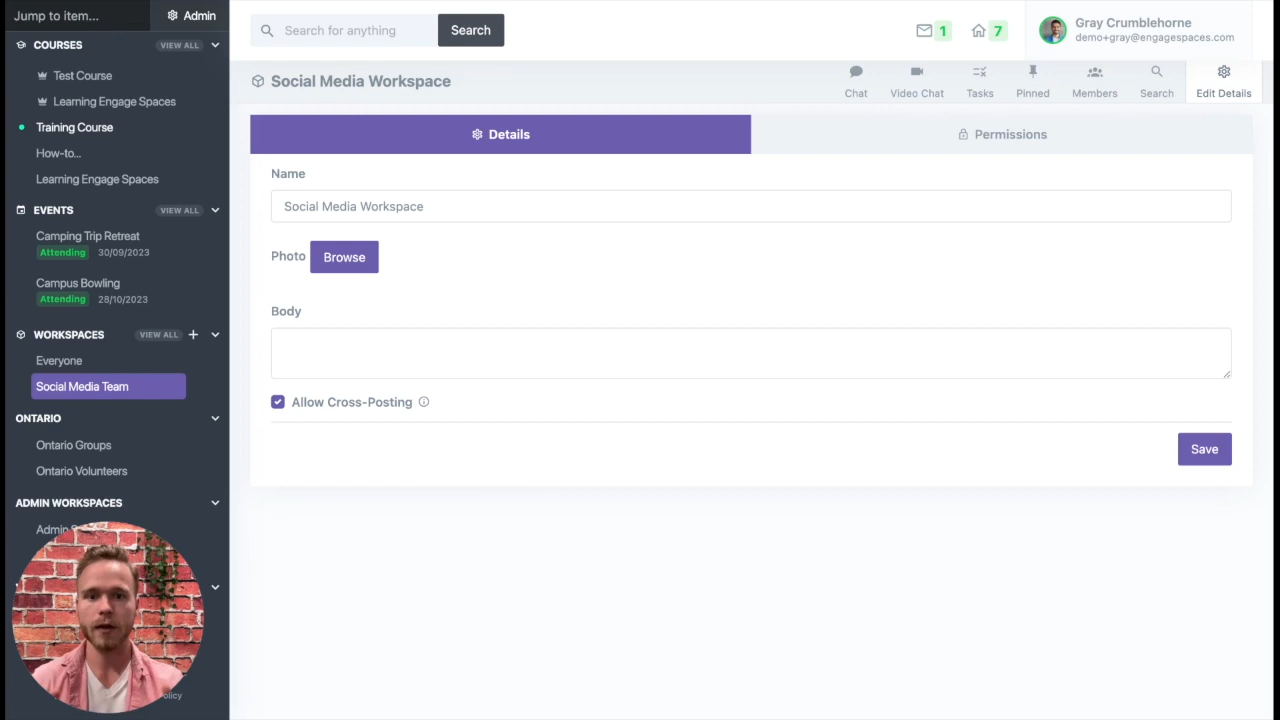 Jump to item...
Admin
COURSES
VIEW ALL
Test Course
Learning Engage Spaces
Training Course
How-to...
Learning Engage Spaces
EVENTS
VIEW ALL
Camping Trip Retreat
Attending 30/09/2023
Campus Bowling
Attending 28/10/2023
WORKSPACES
VIEW ALL
Everyone
Social Media Team
ONTARIO
Ontario Groups
Ontario Volunteers
ADMIN WORKSPACES
Admin
Search for anything
Search
1
7
Gray Crumblehorne
demo+gray@engagespaces.com
Social Media Workspace
Chat
Video Chat
Tasks
Pinned
Members
Search
Edit Details
Details
Permissions
Name
Social Media Workspace
Photo
Browse
Body
Allow Cross-Posting
Save